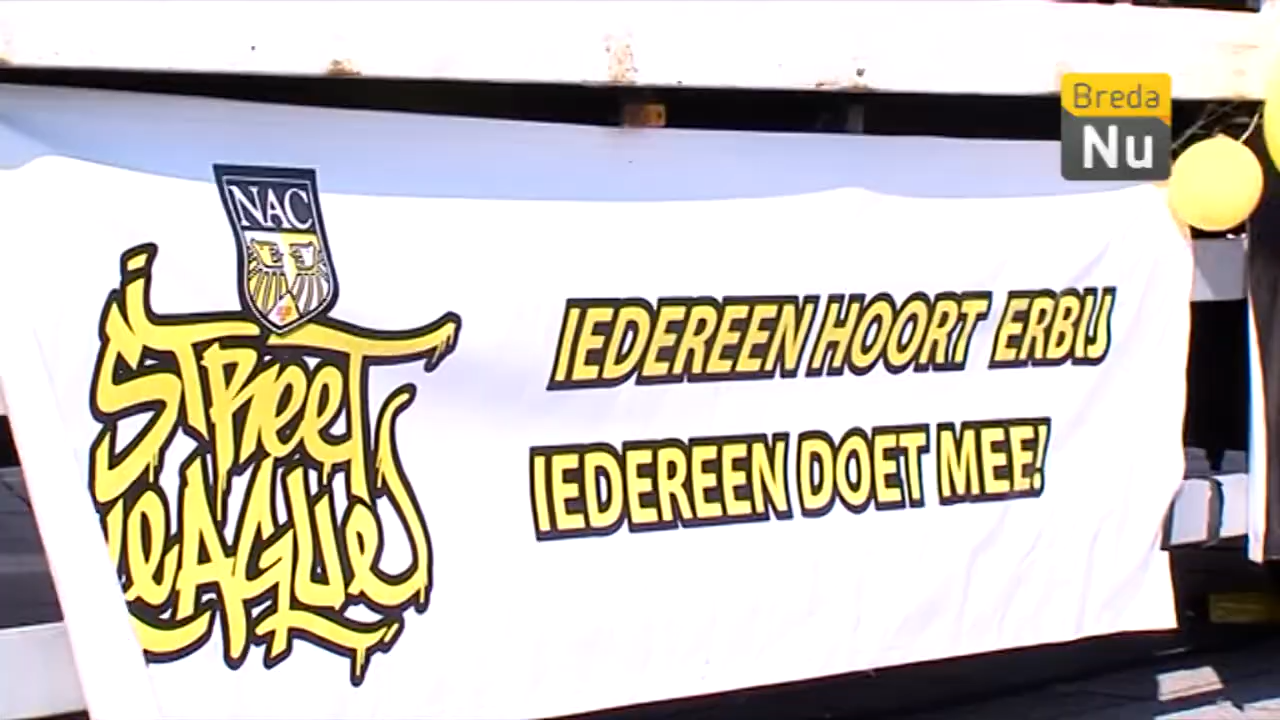 Breda
Nu
NAC
STREET
LEAGUE
IEDEREEN HOORT ERBIJ
IEDEREEN DOET MEE!